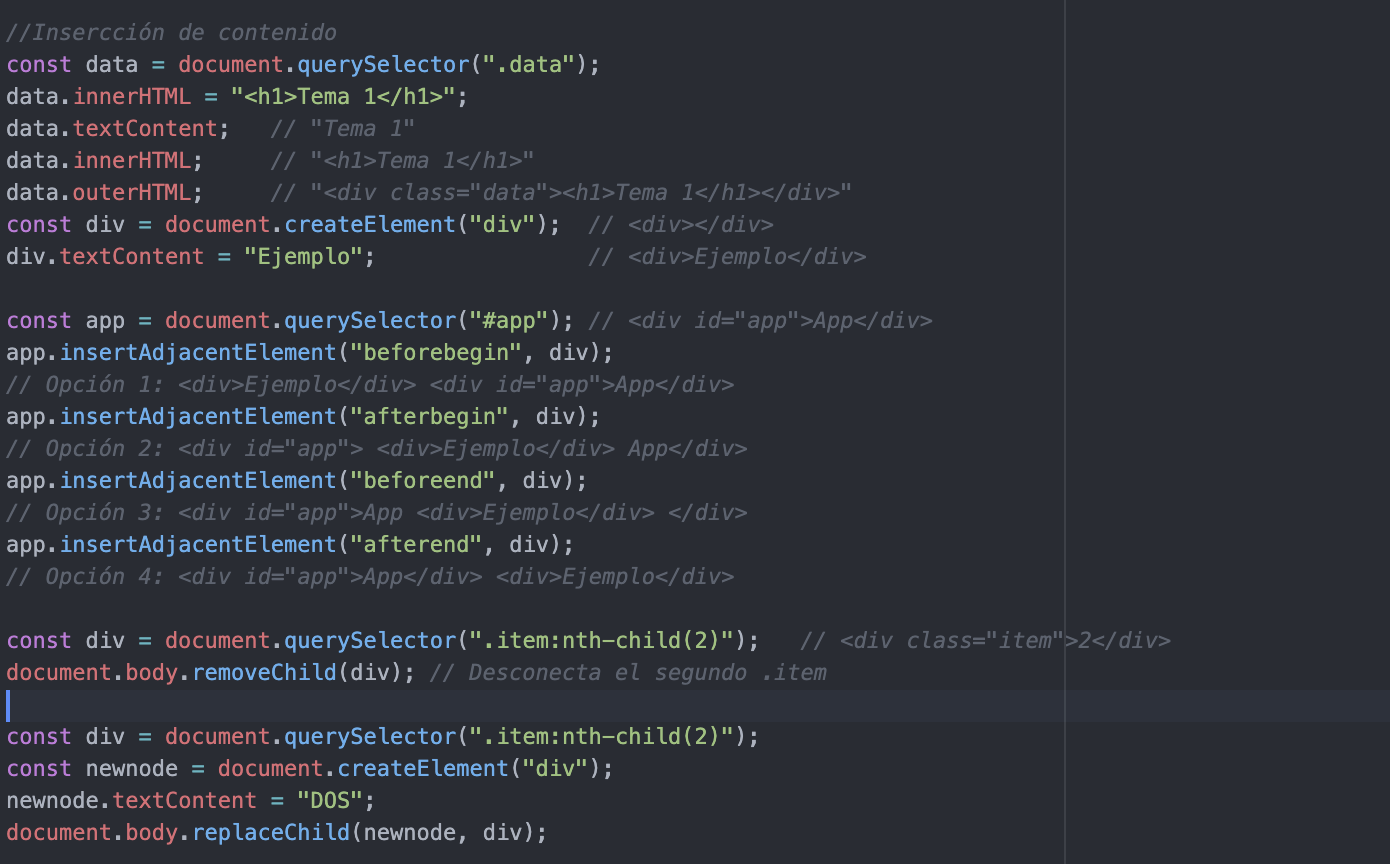 //Insercción de contenido
const data = document.querySelector(".data");
data.innerHTML = "<h1>Tema 1</h1>";
data.textContent;   // "Tema 1"
data.innerHTML;     // "<h1>Tema 1</h1>"
data.outerHTML;     // "<div class="data"><h1>Tema 1</h1></div>"
const div = document.createElement("div");  // <div></div>
div.textContent = "Ejemplo";                // <div>Ejemplo</div>

const app = document.querySelector("#app"); // <div id="app">App</div>
app.insertAdjacentElement("beforebegin", div);
// Opción 1: <div>Ejemplo</div> <div id="app">App</div>
app.insertAdjacentElement("afterbegin", div);
// Opción 2: <div id="app"> <div>Ejemplo</div> App</div>
app.insertAdjacentElement("beforeend", div);
// Opción 3: <div id="app">App <div>Ejemplo</div> </div>
app.insertAdjacentElement("afterend", div);
// Opción 4: <div id="app">App</div> <div>Ejemplo</div>

const div = document.querySelector(".item:nth-child(2)");   // <div class="item">2</div>
document.body.removeChild(div); // Desconecta el segundo .item

const div = document.querySelector(".item:nth-child(2)");
const newnode = document.createElement("div");
newnode.textContent = "DOS";
document.body.replaceChild(newnode, div);